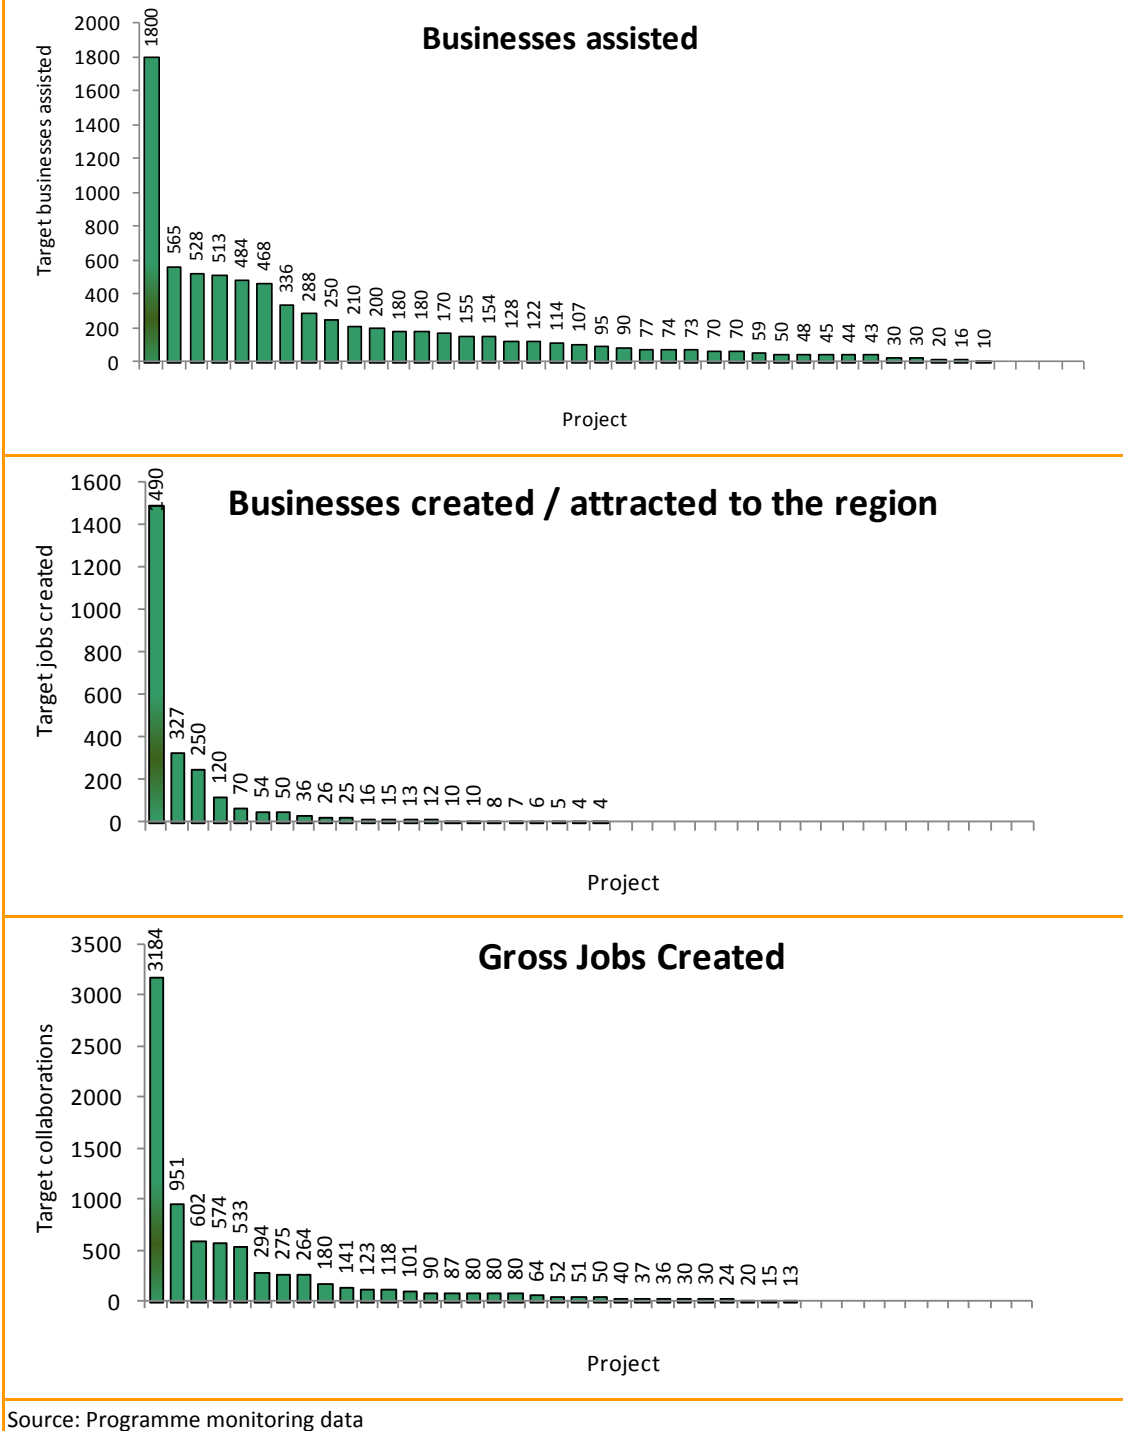 Businesses assisted
Target businesses assisted
2000
1800
1600
1400
1200
1000
800
600
400
200
0
1800 565 528 513 484 468 336 288 250 210 200 180 180 170 155 154 128 122 114 107 95 90 77 74 73 70 70 59 50 48 45 44 43 30 30 20 16 10
Project
Businesses created / attracted to the region
Target jobs created
1600
1400
1200
1000
800
600
400
200
0
1490 327 250 120 70 54 50 36 26 25 16 15 13 12 10 10 8 7 6 5 4 4
Project
Gross Jobs Created
Target collaborations
3500
3000
2500
2000
1500
1000
500
0
3184 951 602 574 533 294 275 264 180 141 123 118 101 90 87 80 80 80 64 52 51 50 40 37 36 30 30 24 20 15 13
Project
Source: Programme monitoring data